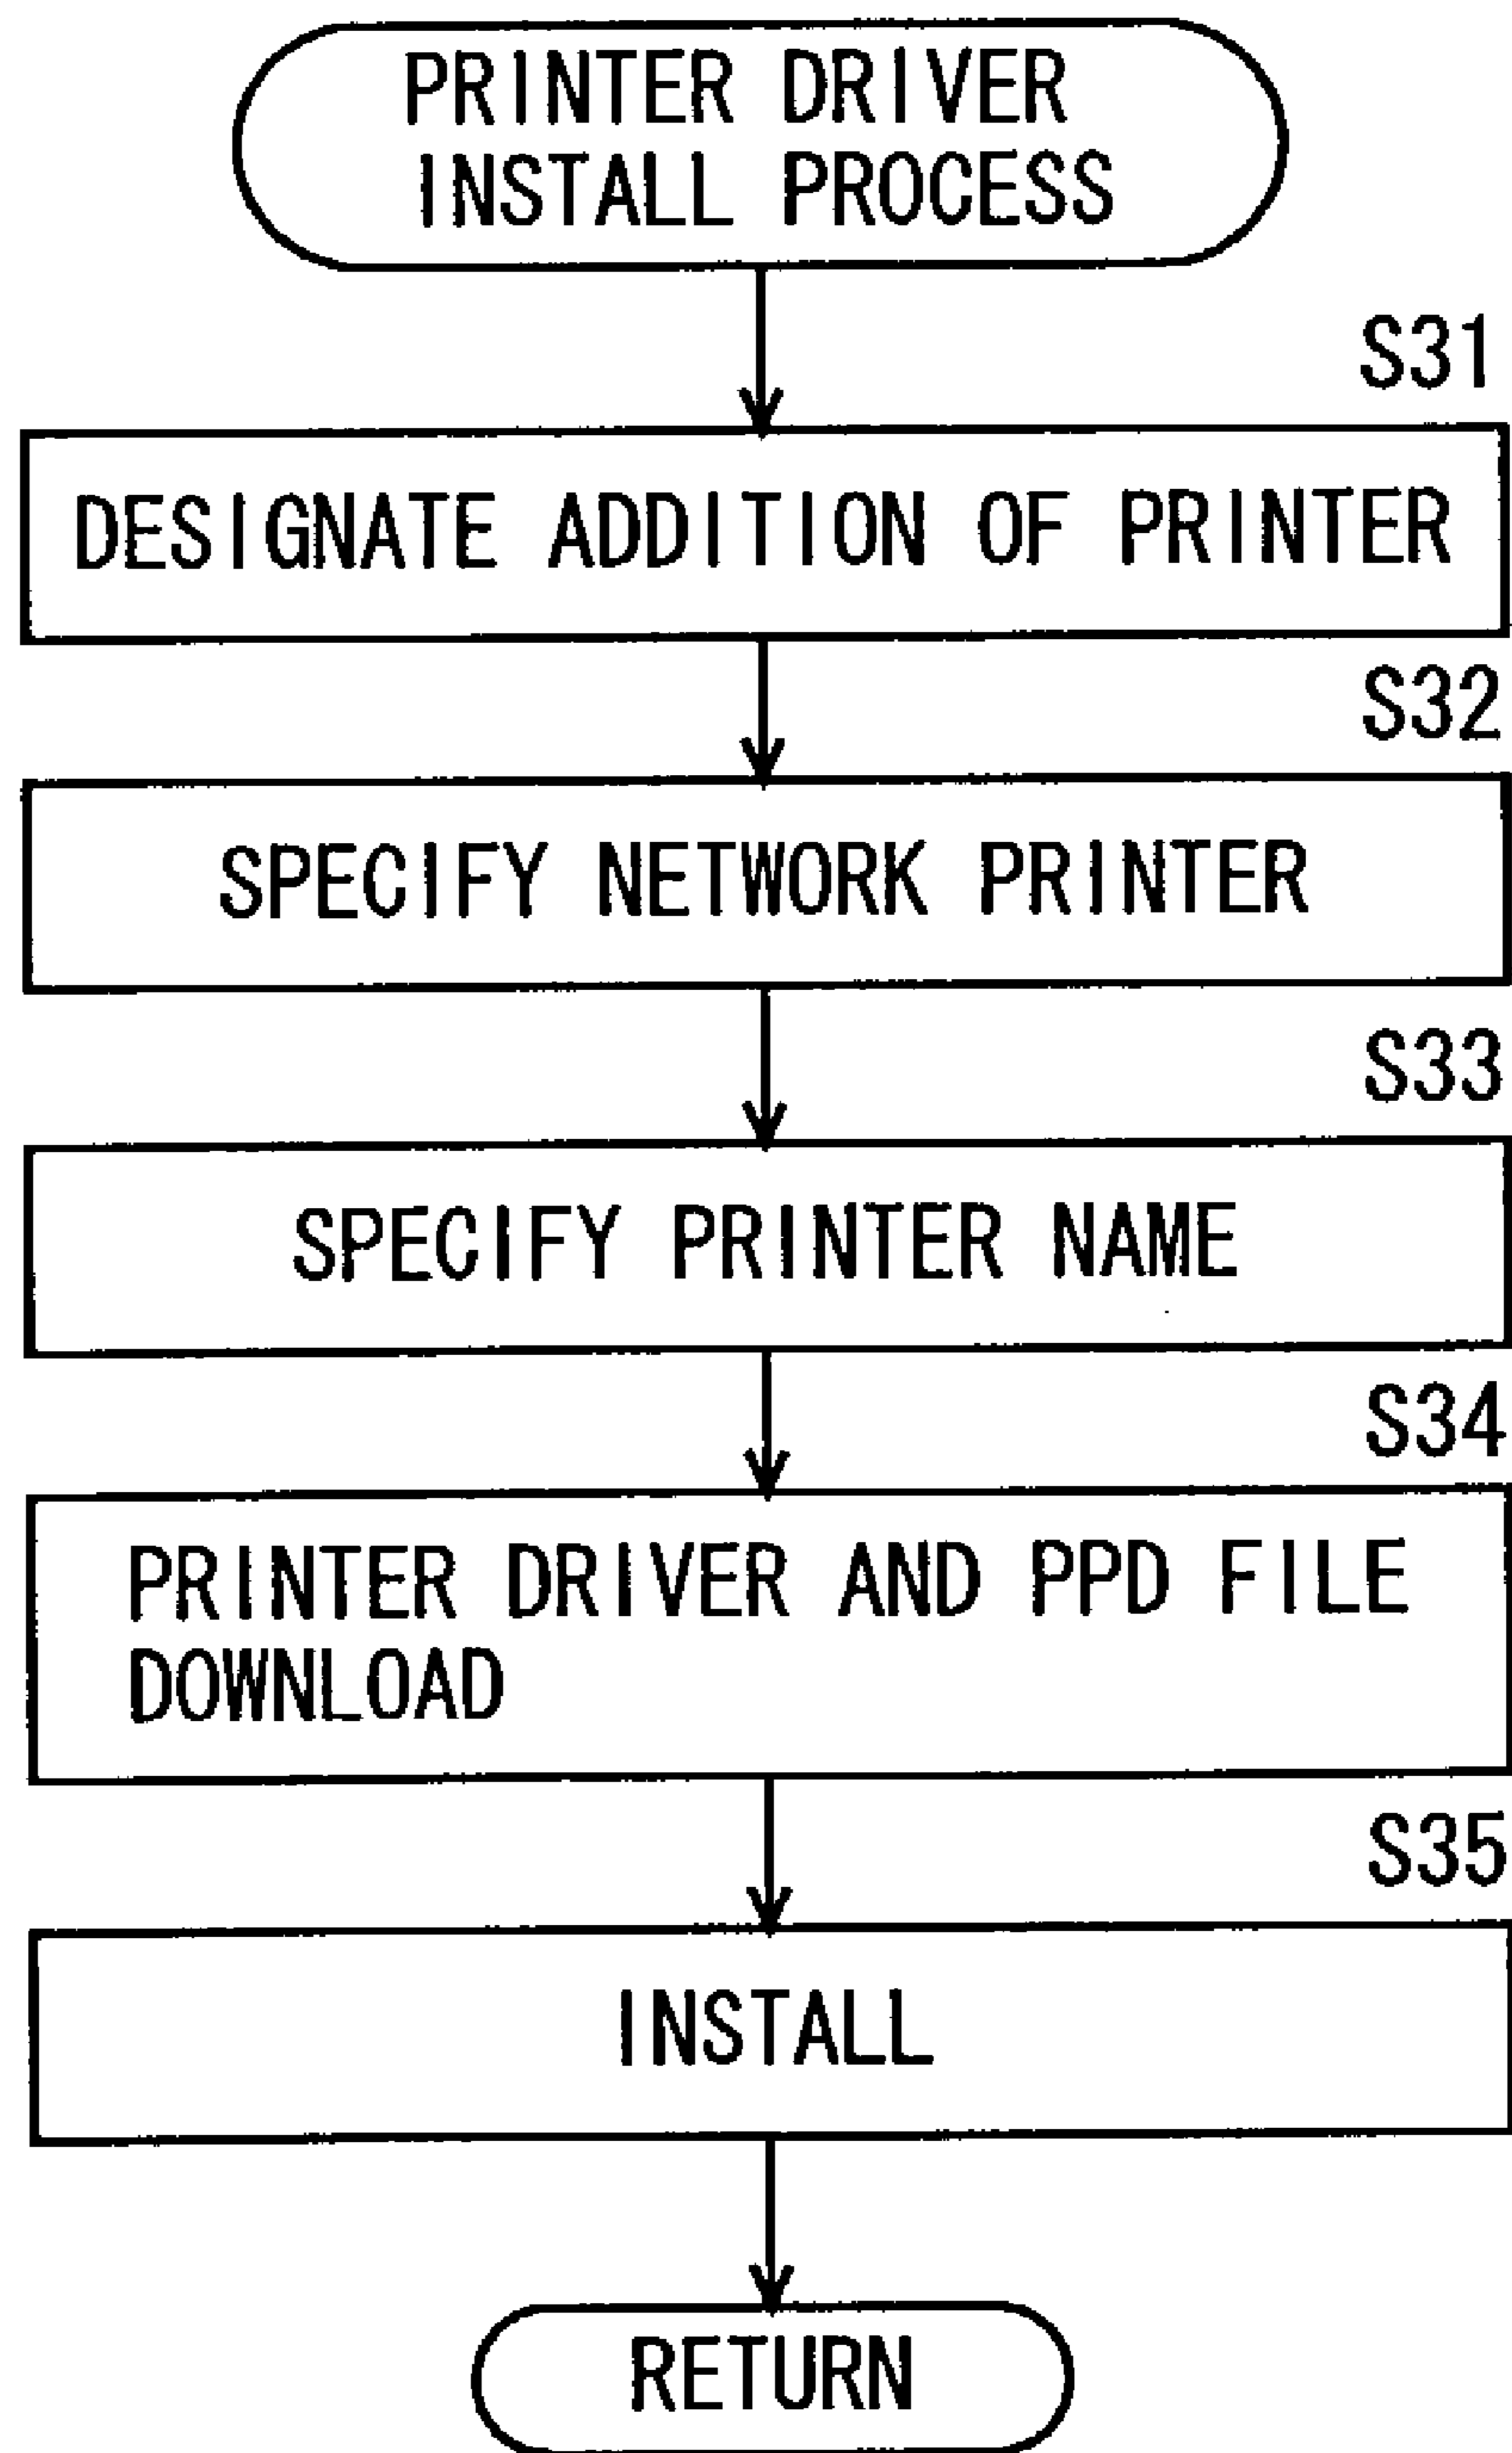 PRINTER DRIVER
INSTALL PROCESS
S31
DESIGNATE ADDITION OF PRINTER
S32
SPECIFY NETWORK PRINTER
S33
SPECIFY PRINTER NAME
S34
PRINTER DRIVER AND PPD FILE
DOWNLOAD
S35
INSTALL
RETURN